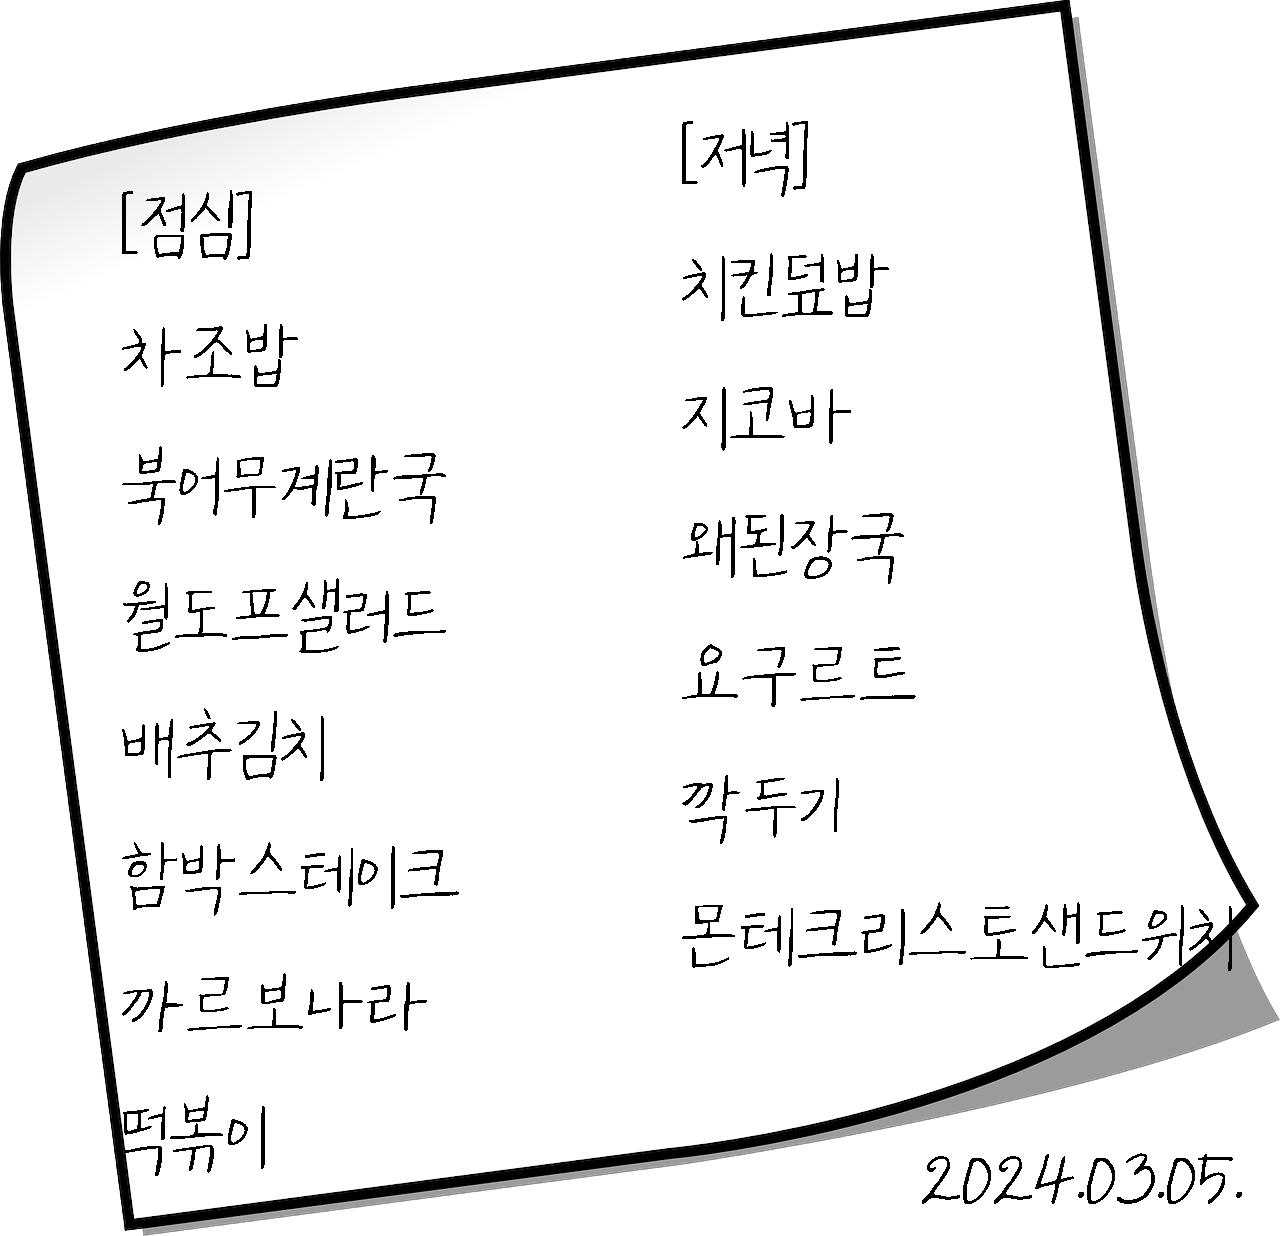 [점심]
차조밥
북어무계란국
월도프샐러드
배추김치
함박스테이크
까르보나라
떡볶이
[저녁]
치킨덮밥
지코바
왜된장국
요구르트
깍두기
몬테크리스토샌드위치
2024.03.05.